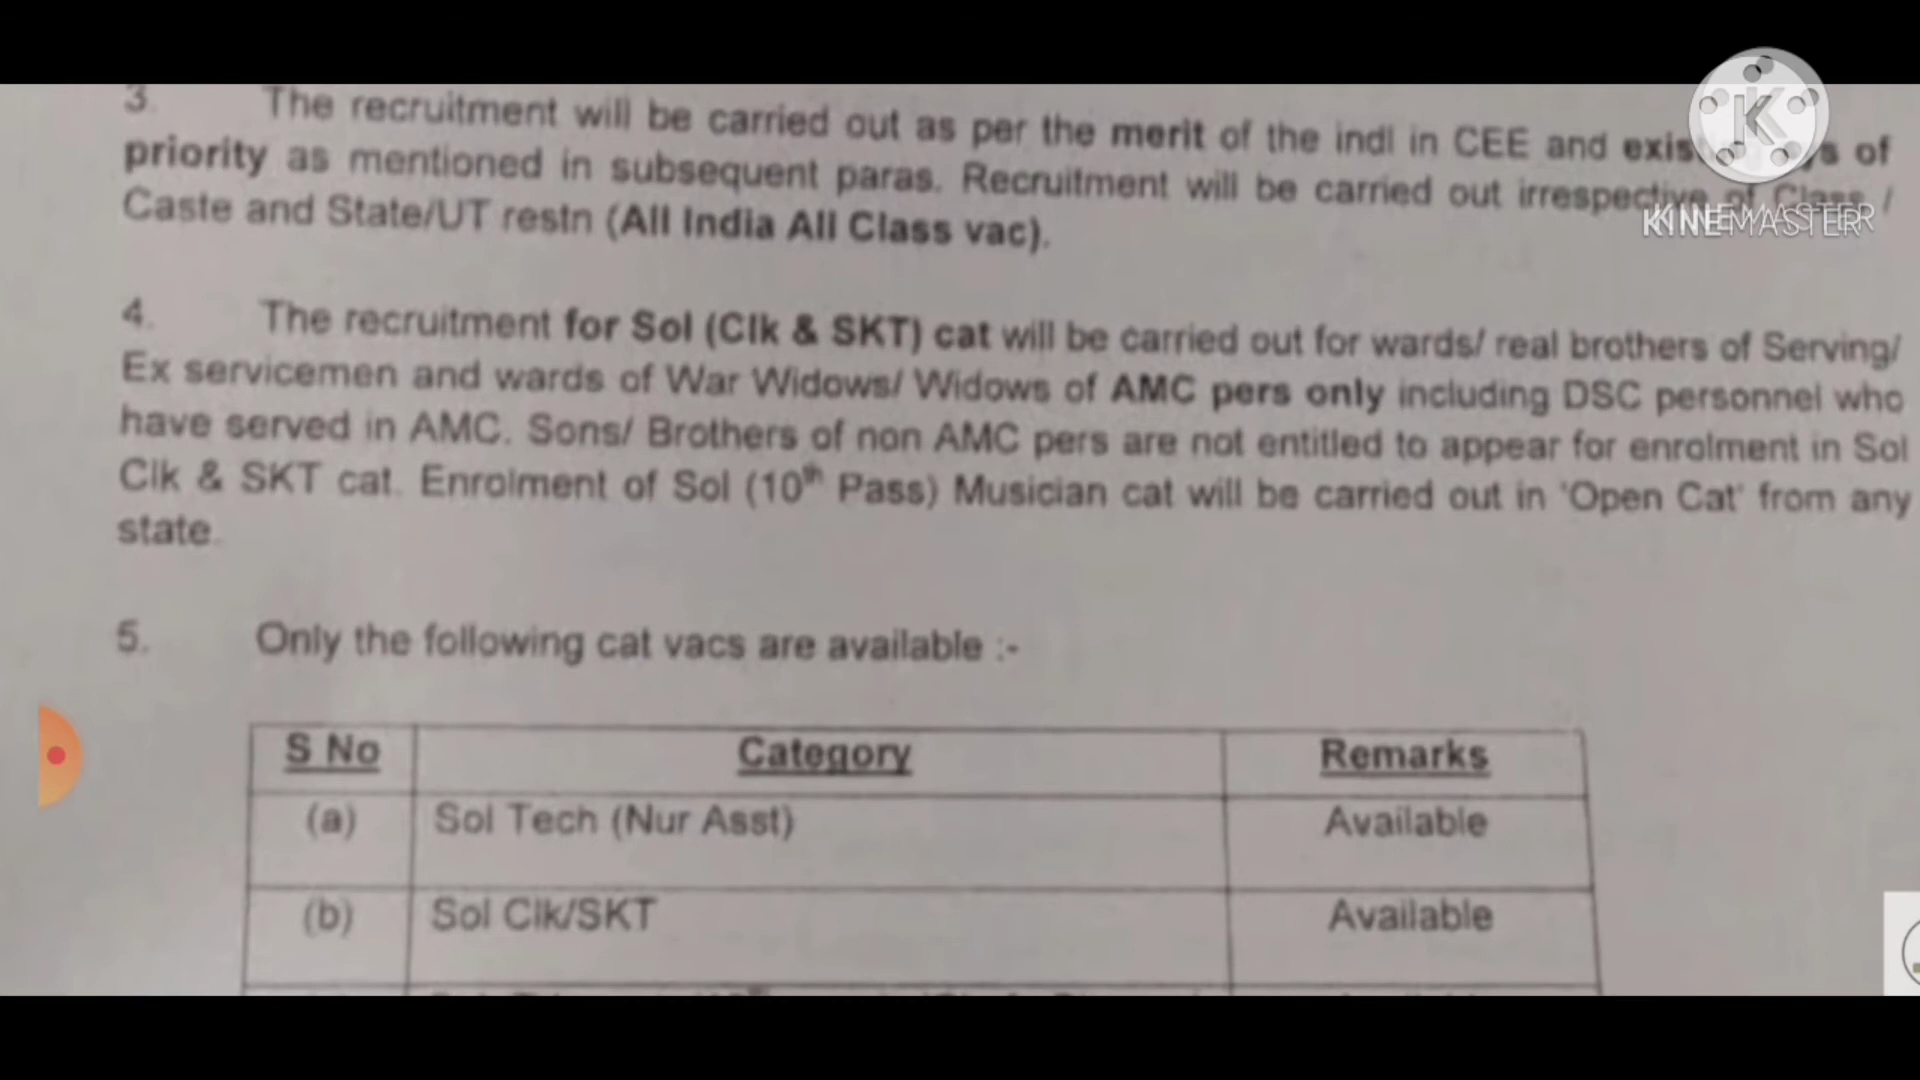 3. The recruitment will be carried out as per the merit of the indl in CEE and of
priority as mentioned in subsequent paras. Recruitment will be carried out irrespective of Class /
Caste and State/UT restn (All India All Class vac).
4. The recruitment for Sol (Clk & SKT) cat will be carried out for wards/ real brothers of Serving/
Ex servicemen and wards of War Widows/ Widows of AMC pers only including DSC personnel who
have served in AMC. Sons/ Brothers of non AMC pers are not entitled to appear for enrolment in Sol
Clk & SKT cat. Enrolment of Sol (10th Pass) Musician cat will be carried out in 'Open Cat' from any
state.
5. Only the following cat vacs are available :-
S No Category Remarks
(a) Sol Tech (Nur Asst) Available
(b) Sol Clk/SKT Available
K
KINEMASTER